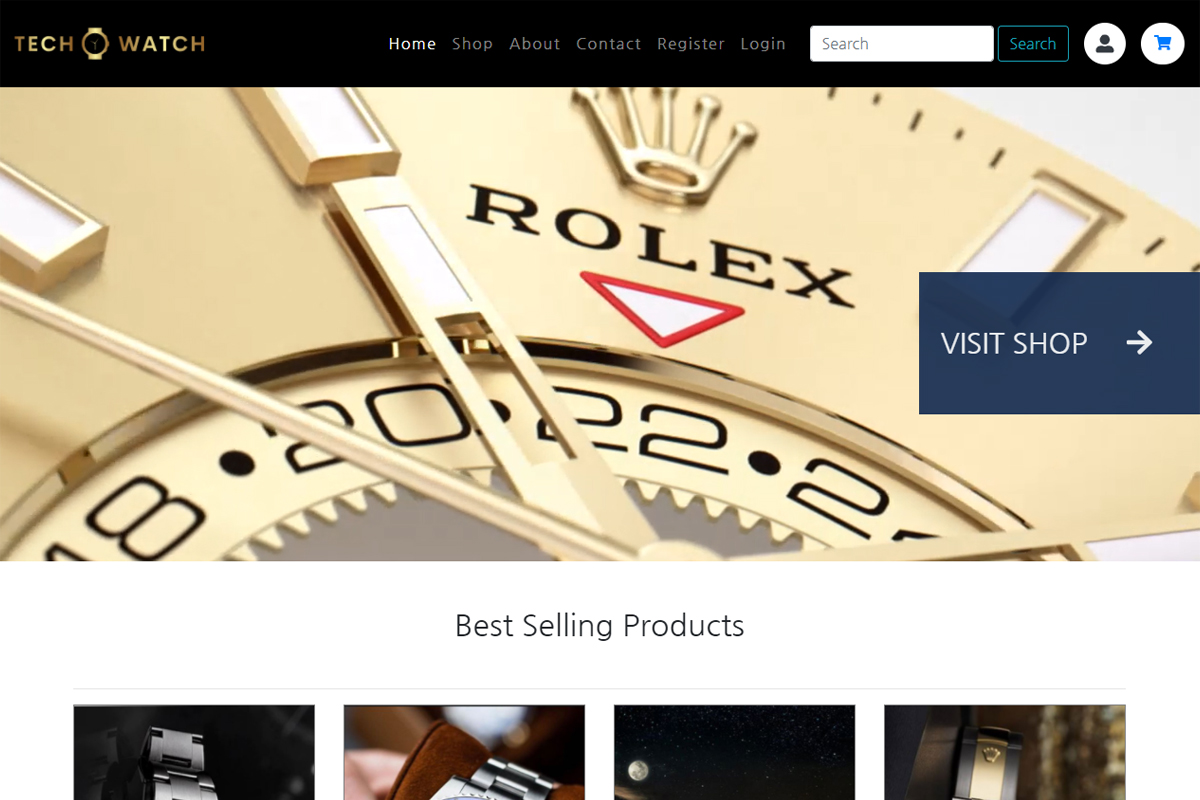 TECH WATCH
Home Shop About Contact Register Login Search Search
ROLEX
VISIT SHOP
18 • 20 • 22 • 2
Best Selling Products